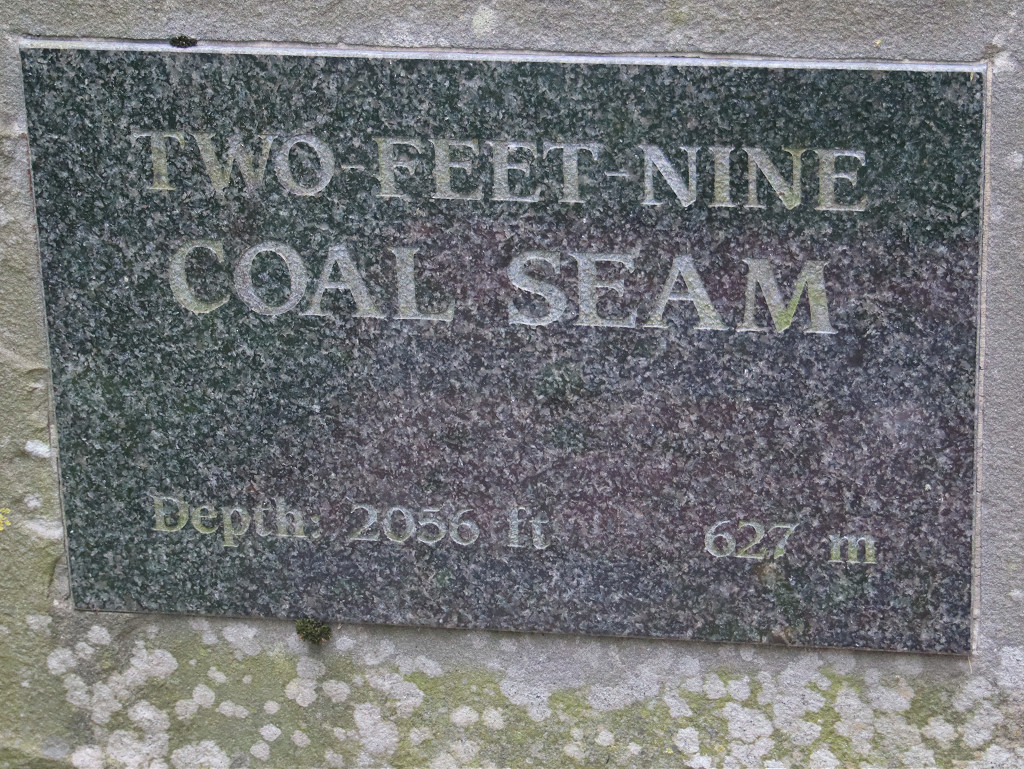 TWO-FEET-NINE
COAL SEAM
Depth: 2056 ft 627 m